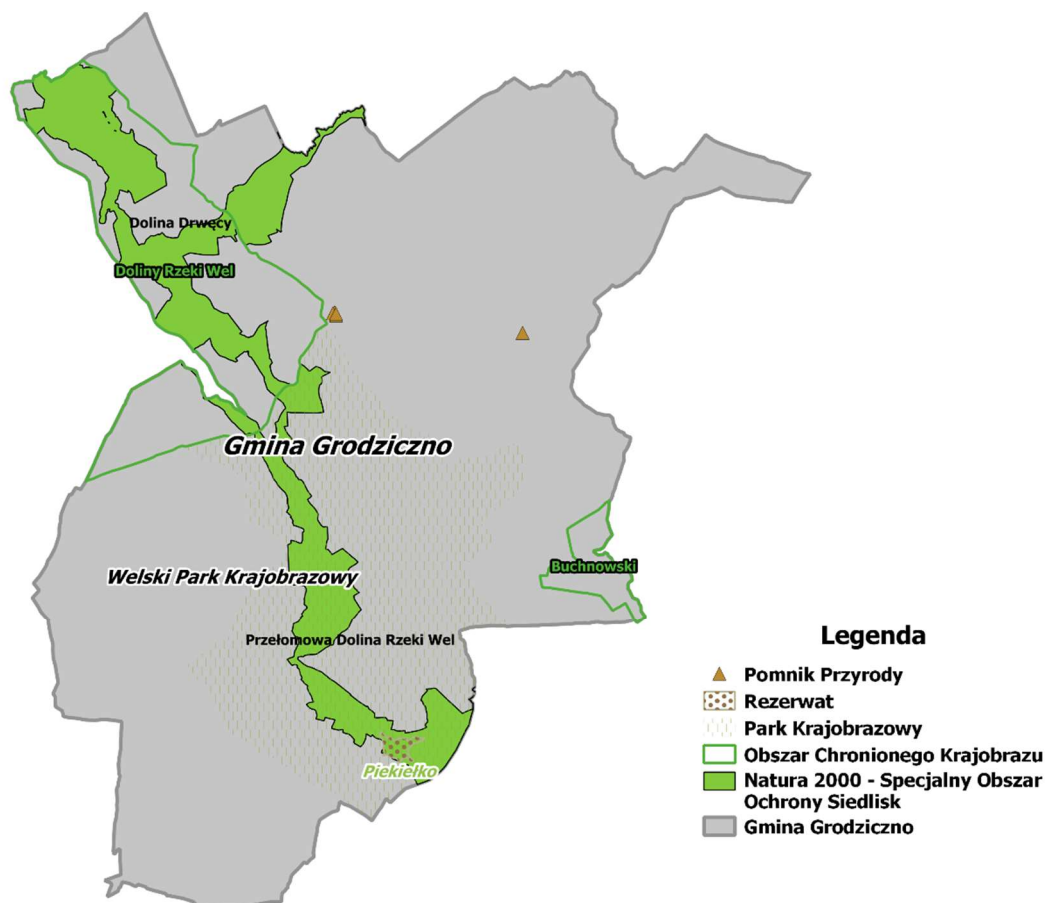 Dolina Drwęcy
Doliny Rzeki Wel
Gmina Grodziczno
Buchnowski
Welski Park Krajobrazowy
Przełomowa Dolina Rzeki Wel
Piekiełko
Legenda
Pomnik Przyrody
Rezerwat
Park Krajobrazowy
Obszar Chronionego Krajobrazu
Natura 2000 - Specjalny Obszar
Ochrony Siedlisk
Gmina Grodziczno